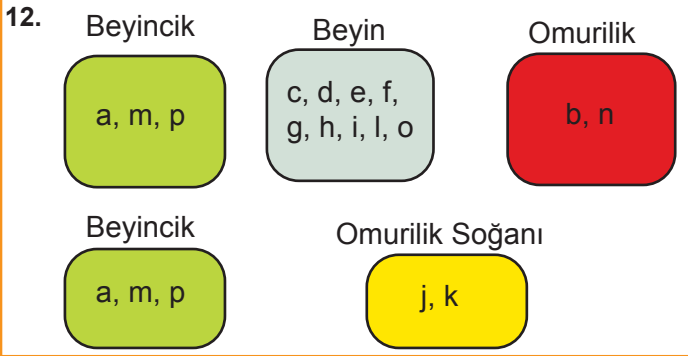 12.
Beyincik
Beyin
Omurilik
a, m, p
c, d, e, f,
g, h, i, l, o
b, n
Beyincik
Omurilik Soğanı
a, m, p
j, k